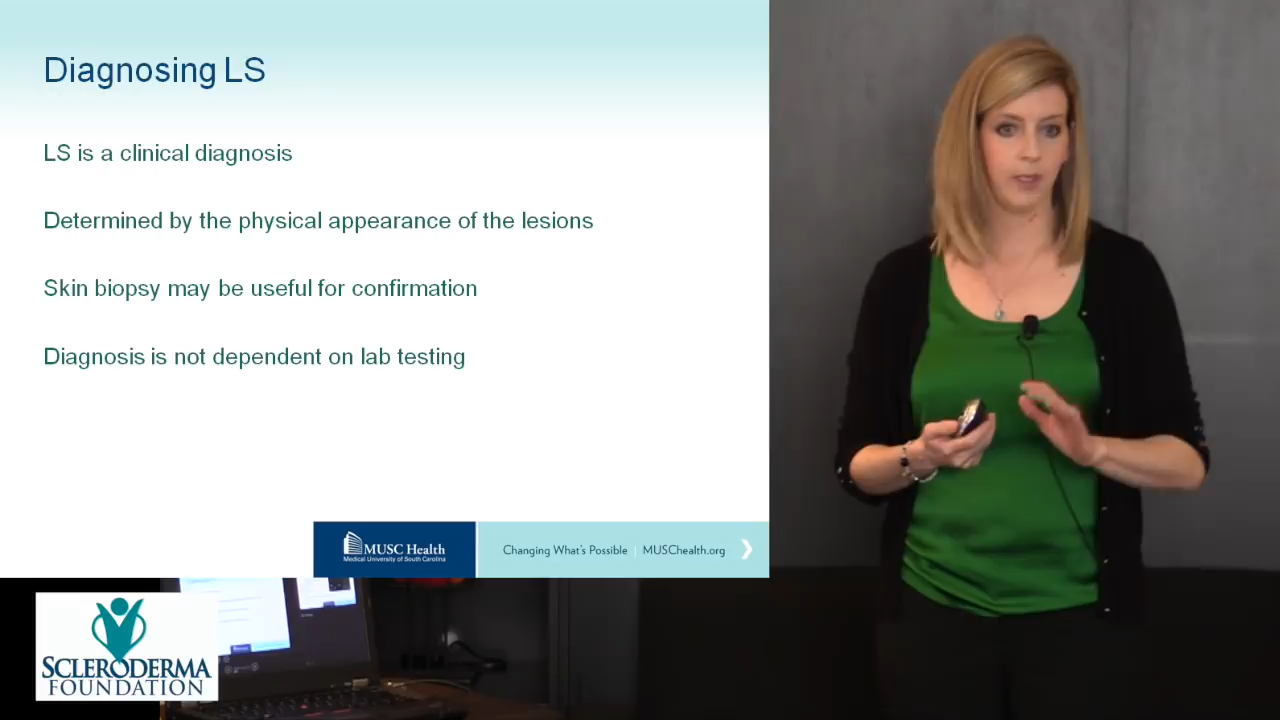 Diagnosing LS
LS is a clinical diagnosis
Determined by the physical appearance of the lesions
Skin biopsy may be useful for confirmation
Diagnosis is not dependent on lab testing
MUSC Health
Medical University of South Carolina
Changing What's Possible | MUSChealth.org
SCLERODERMA
FOUNDATION